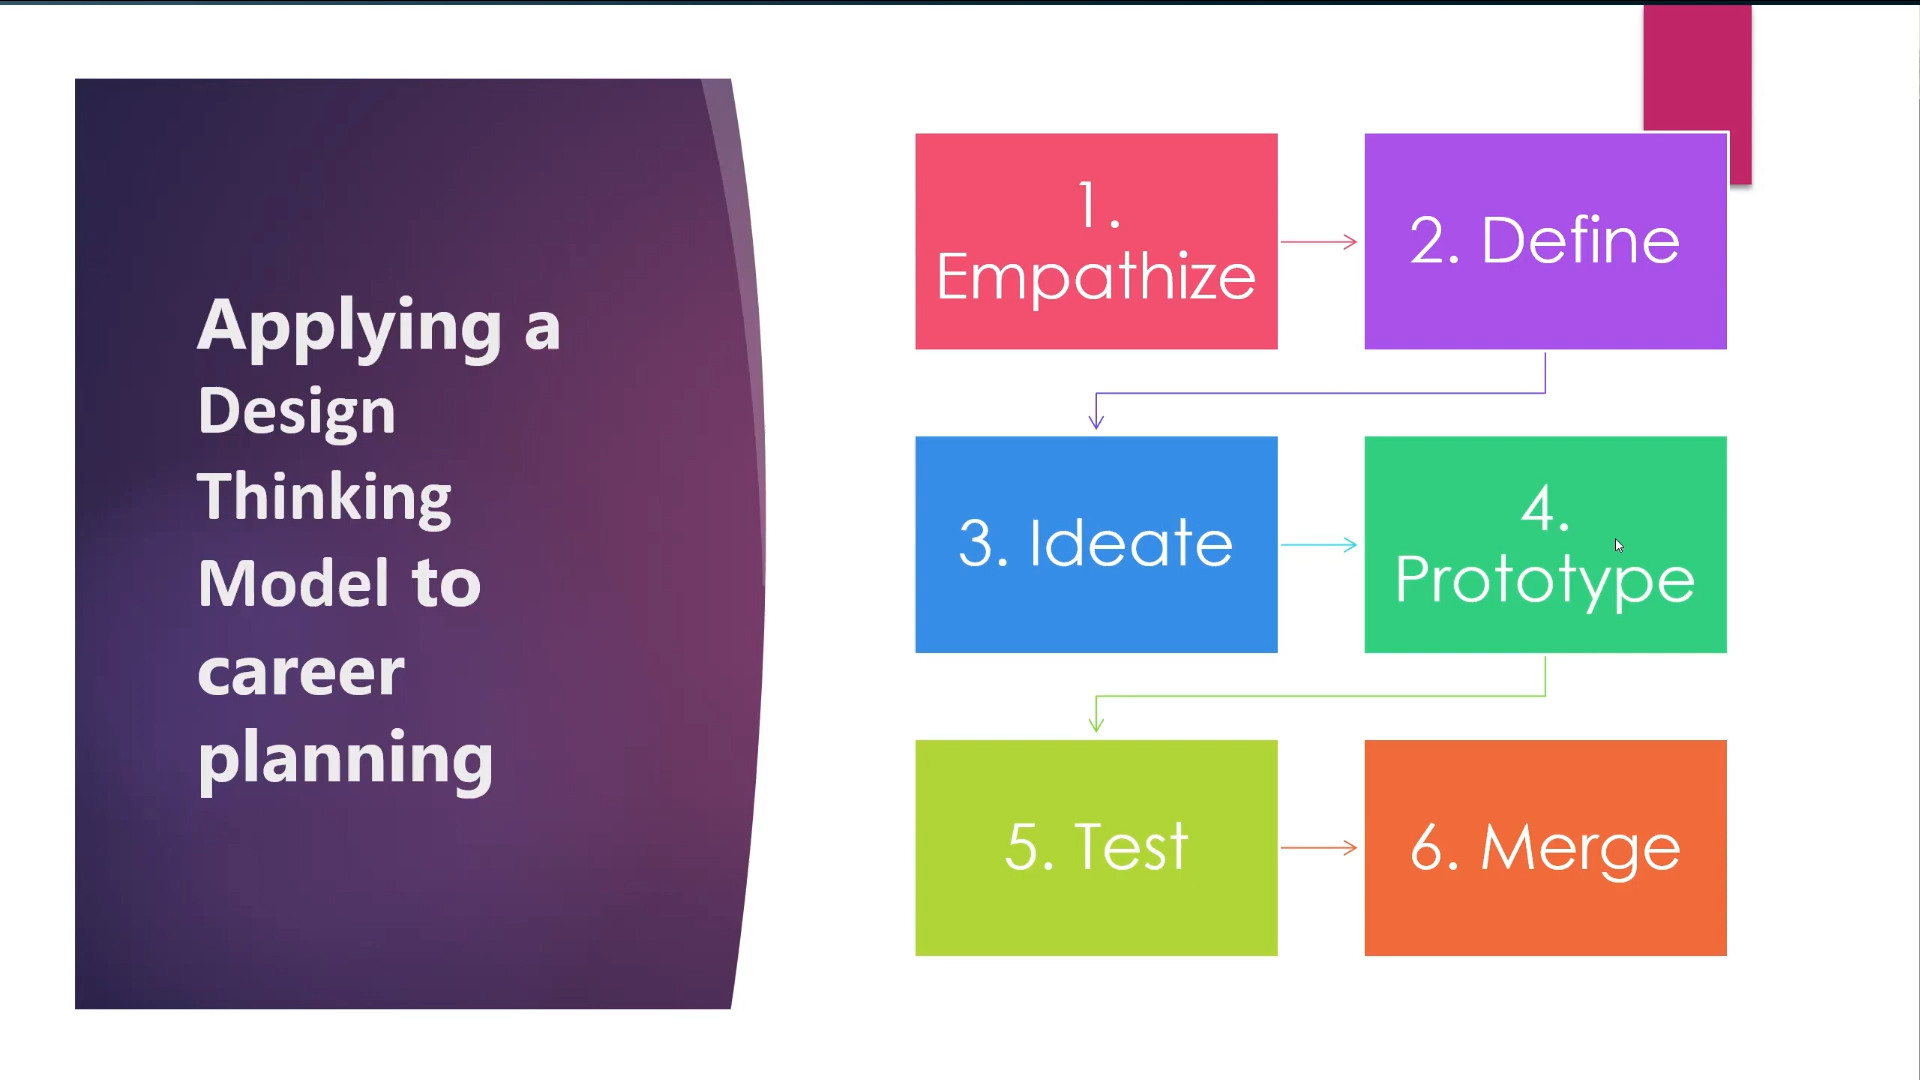 Applying a
Design
Thinking
Model to
career
planning
1.
Empathize
2. Define
3. Ideate
4.
Prototype
5. Test
6. Merge